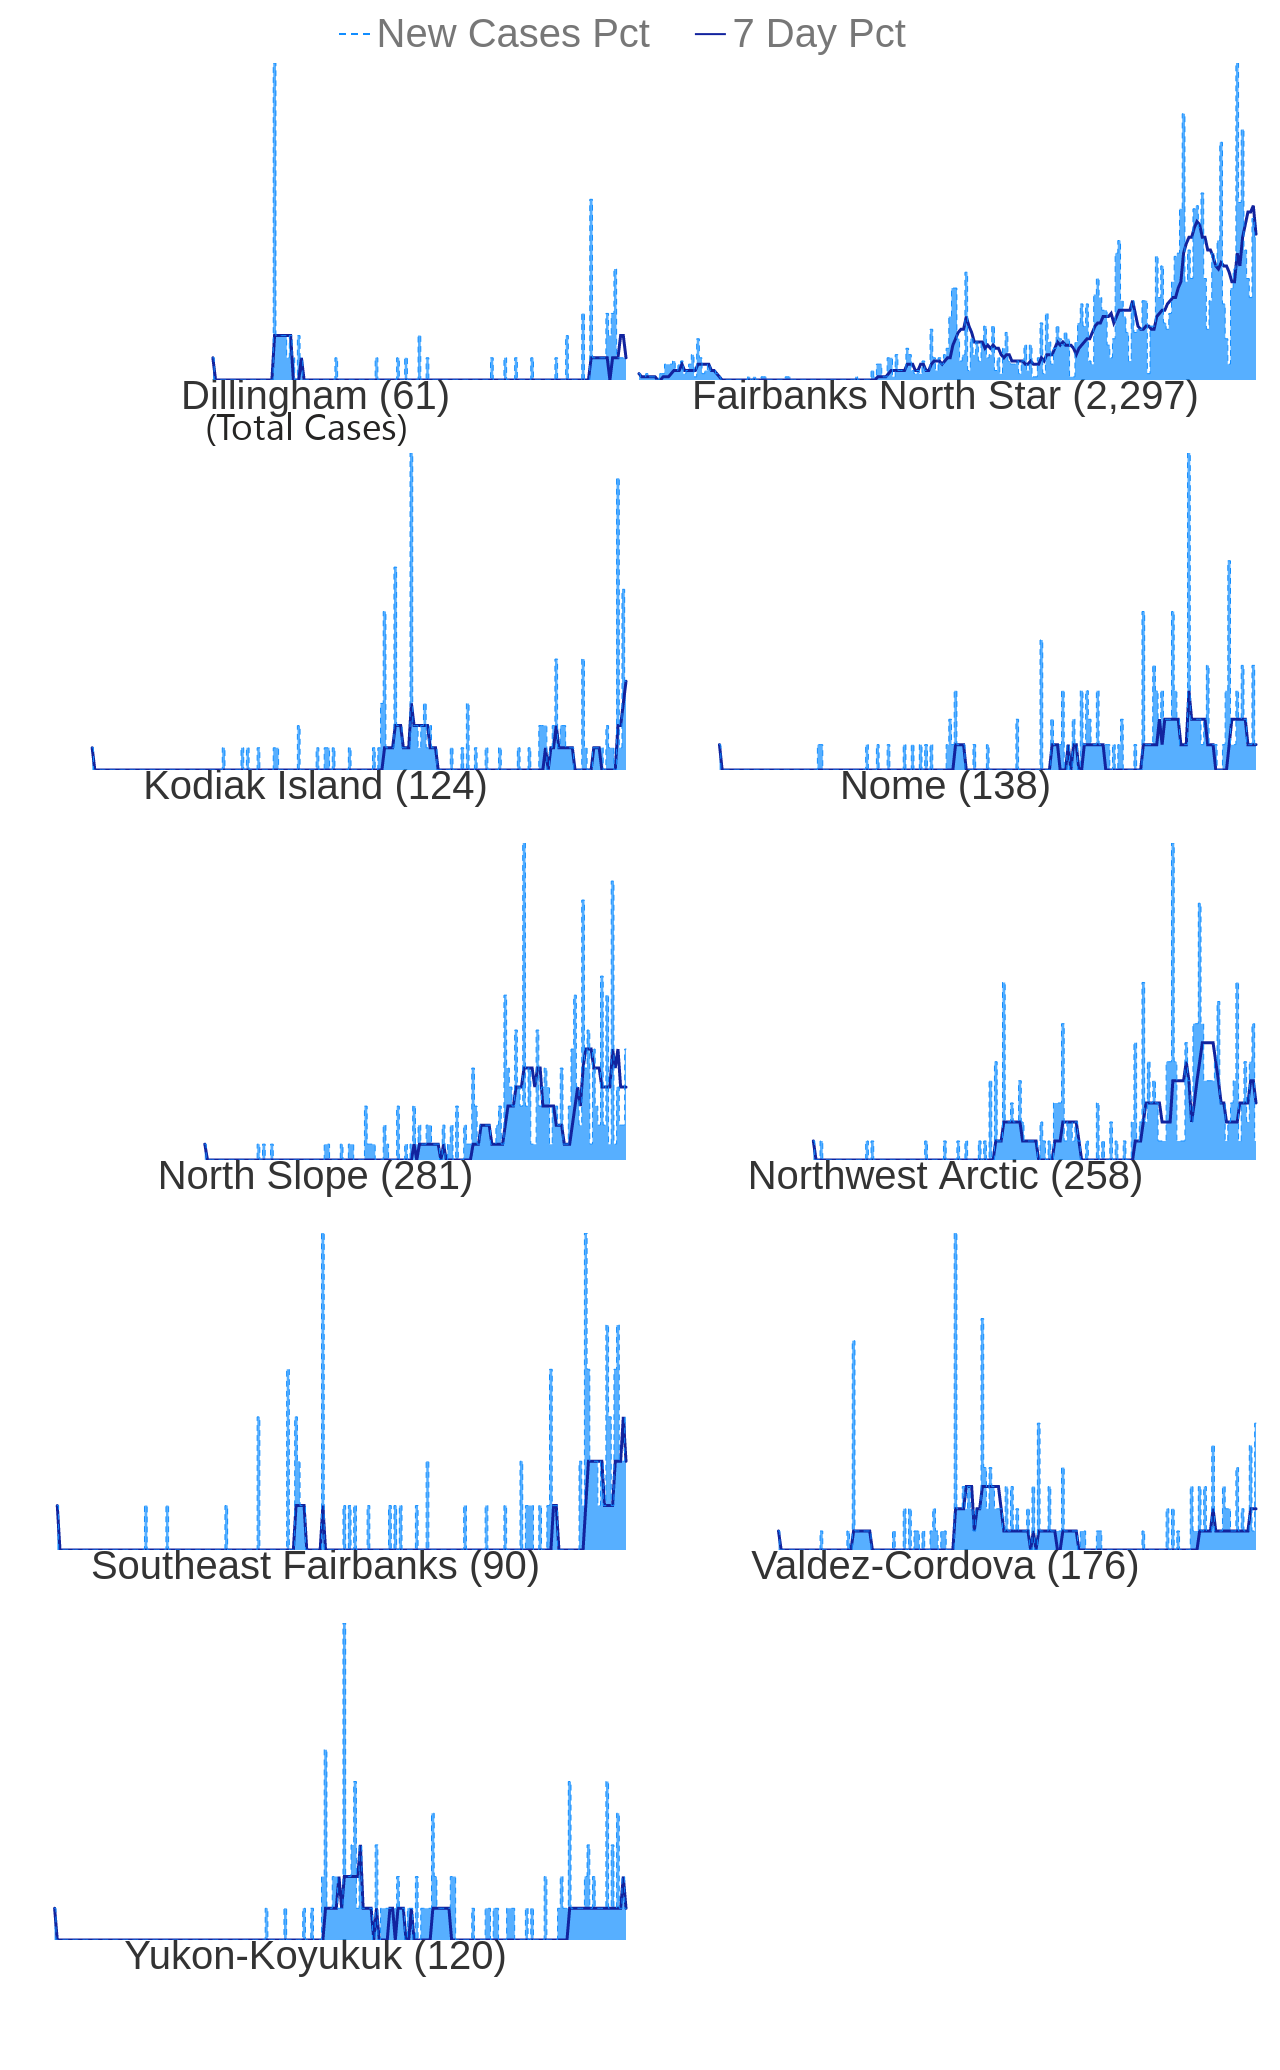 New Cases Pct 7 Day Pct
Dillingham (61) Fairbanks North Star (2,297)
(Total Cases)
Kodiak Island (124) Nome (138)
North Slope (281) Northwest Arctic (258)
Southeast Fairbanks (90) Valdez-Cordova (176)
Yukon-Koyukuk (120)